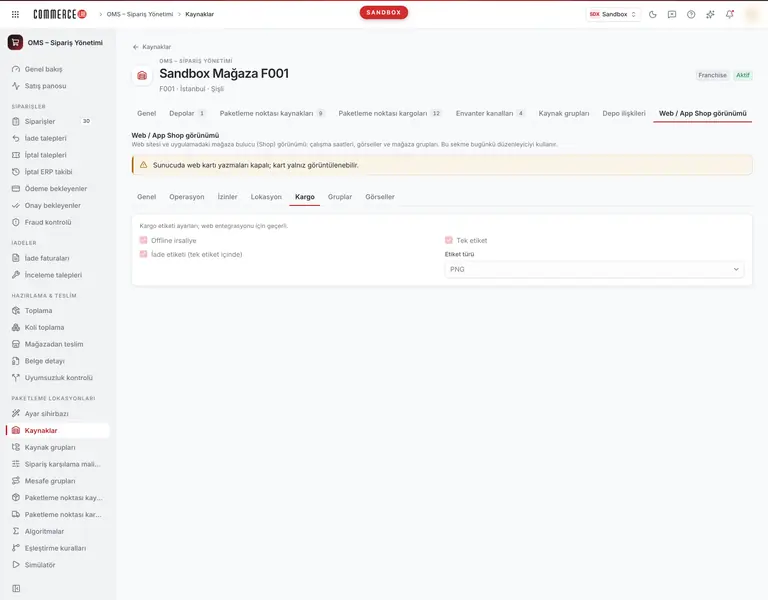 COMMERCE
OMS – Sipariş Yönetimi
Kaynaklar
SANDBOX
SDX Sandbox
OMS – Sipariş Yönetimi
Genel bakış
Satış panosu
SİPARİŞLER
Siparişler 30
İade talepleri
İptal talepleri
İptal ERP takibi
Ödeme bekleyenler
Onay bekleyenler
Fraud kontrolü
İADELER
İade faturaları
İnceleme talepleri
HAZIRLAMA & TESLİM
Toplama
Koli toplama
Mağazadan teslim
Belge detayı
Uyumsuzluk kontrolü
PAKETLEME LOKASYONLARI
Ayar sihirbazı
Kaynaklar
Kaynak grupları
Sipariş karşılama mali...
Mesafe grupları
Paketleme noktası kay...
Paketleme noktası kar...
Algoritmalar
Eşleştirme kuralları
Simülatör
Kaynaklar
OMS – SİPARİŞ YÖNETİMİ
Sandbox Mağaza F001
F001 · İstanbul · Şişli
Franchise Aktif
Genel Depolar 1 Paketleme noktası kaynakları 9 Paketleme noktası kargoları 12 Envanter kanalları 4 Kaynak grupları Depo ilişkileri Web / App Shop görünümü
Web / App Shop görünümü
Web sitesi ve uygulamadaki mağaza bulucu (Shop) görünümü: çalışma saatleri, görseller ve mağaza grupları. Bu sekme bugünkü düzenleyiciyi kullanır.
Sunucuda web kartı yazmaları kapalı; kart yalnız görüntülenebilir.
Genel Operasyon İzinler Lokasyon Kargo Gruplar Görseller
Kargo etiketi ayarları; web entegrasyonu için geçerli.
Offline irsaliye
Tek etiket
İade etiketi (tek etiket içinde)
Etiket türü
PNG